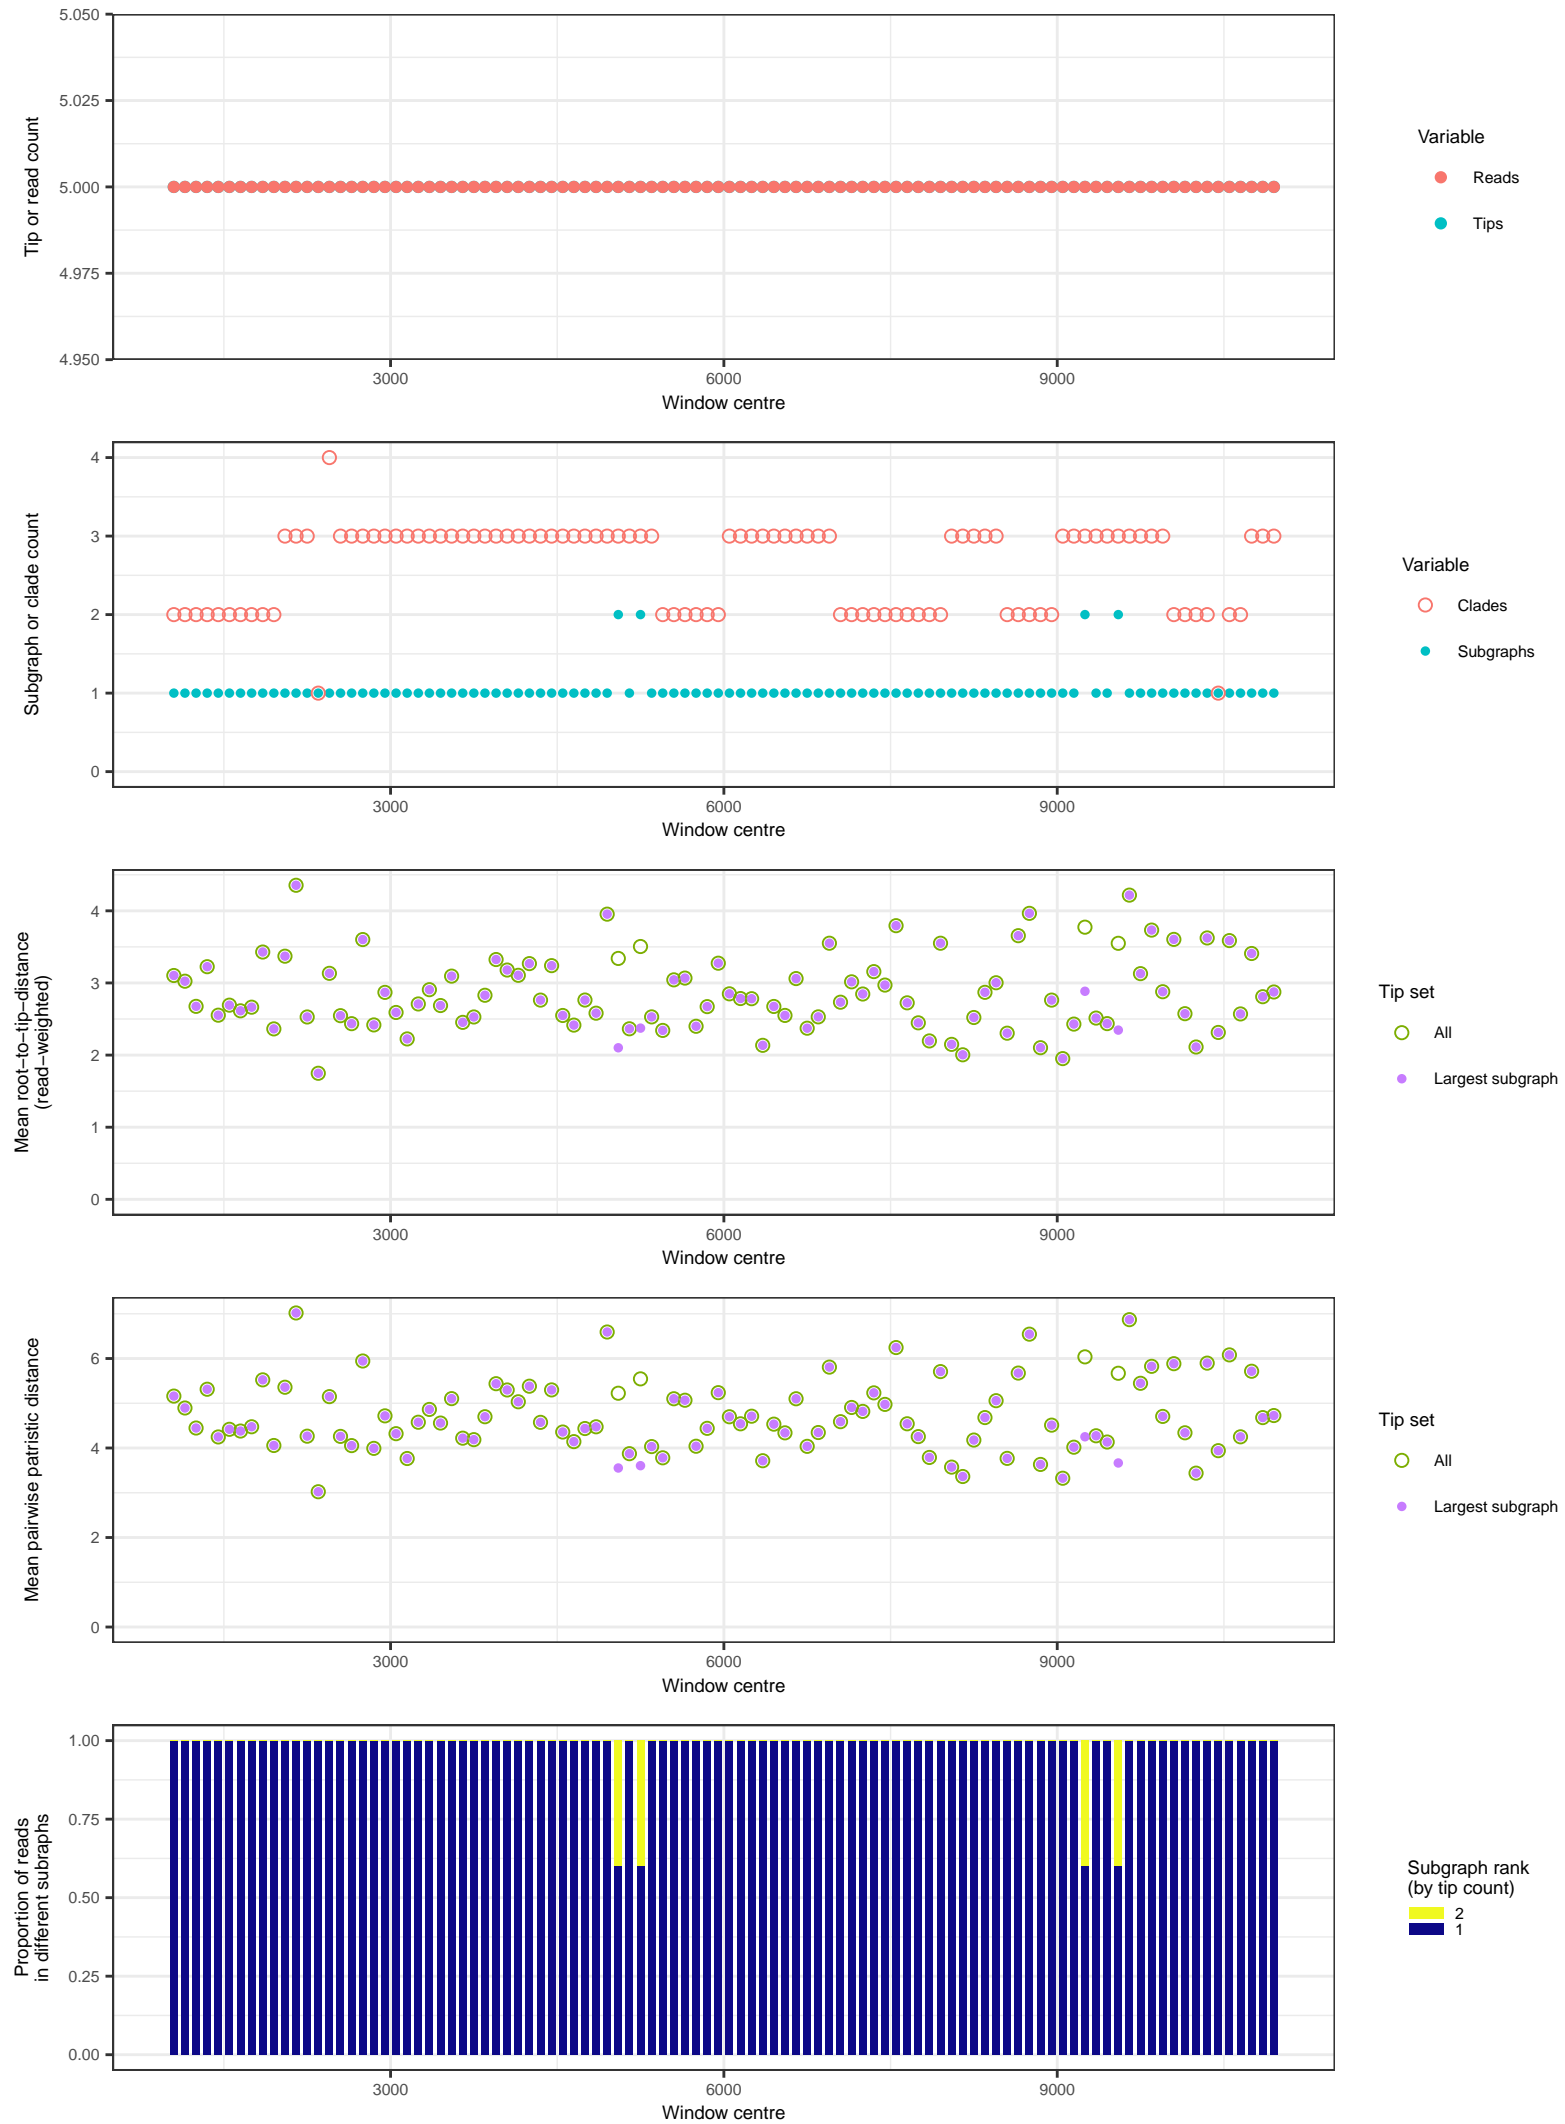 5.050
5.025
5.000
4.975
4.950
Tip or read count
3000
6000
9000
Window centre
Variable
Reads
Tips
4
3
2
1
0
Subgraph or clade count
3000
6000
9000
Window centre
Variable
Clades
Subgraphs
4
3
2
1
0
Mean root−to−tip−distance
(read−weighted)
3000
6000
9000
Window centre
Tip set
All
Largest subgraph
6
4
2
0
Mean pairwise patristic distance
3000
6000
9000
Window centre
Tip set
All
Largest subgraph
1.00
0.75
0.50
0.25
0.00
Proportion of reads
in different subraphs
3000
6000
9000
Window centre
Subgraph rank
(by tip count)
2
1